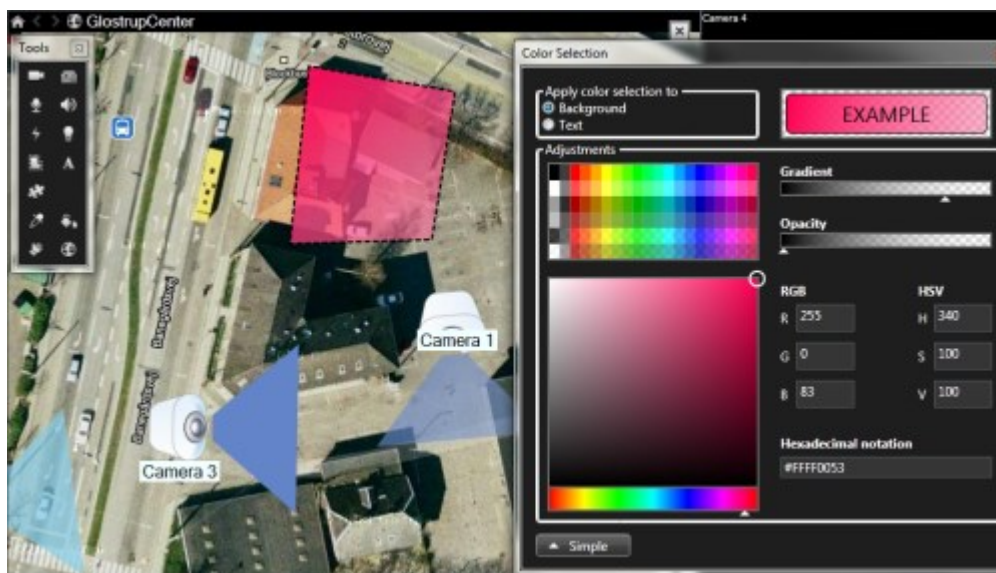 GlostrupCenter
Camera 4
Tools
A
Camera 1
Camera 3
Color Selection
Apply color selection to
Background
Text
EXAMPLE
Adjustments
Gradient
Opacity
RGB
HSV
R 255
H 340
G 0
S 100
B 83
V 100
Hexadecimal notation
#FFFF0053
Simple